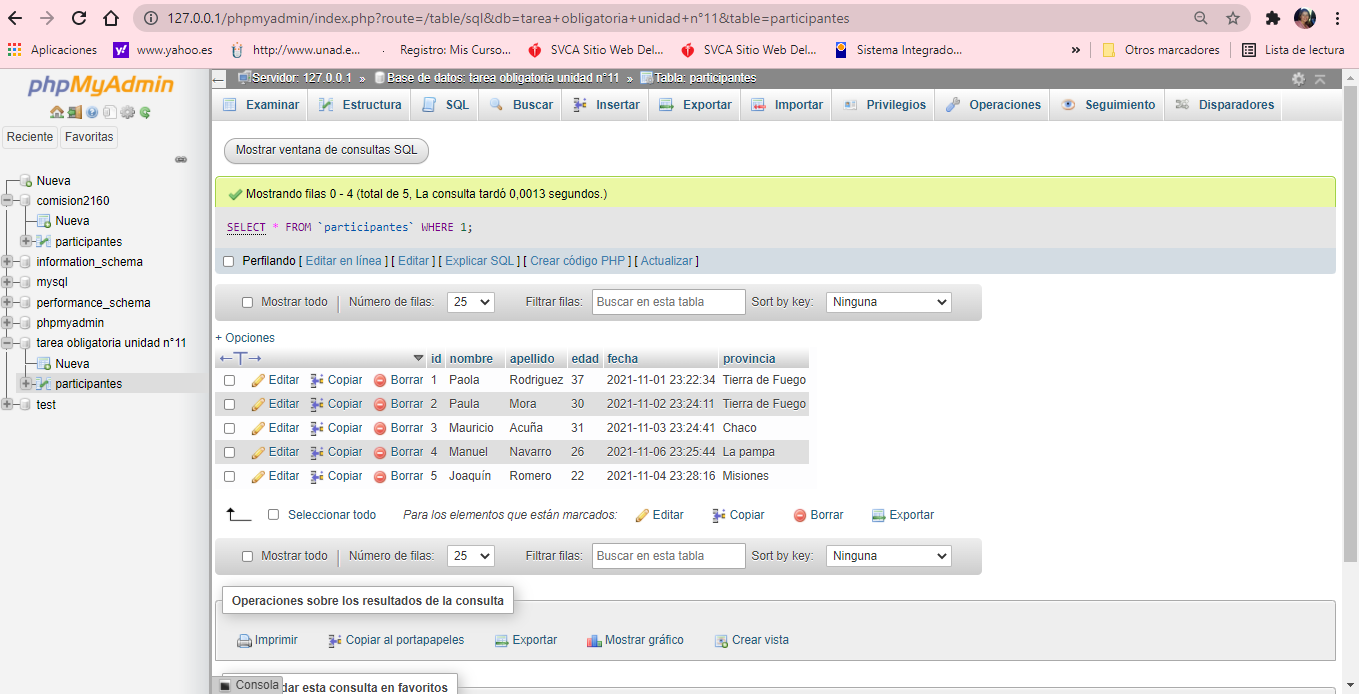 127.0.0.1/phpmyadmin/index.php?route=/table/sql&db=tarea+obligatoria+unidad+n°11&table=participantes
Aplicaciones www.yahoo.es http://www.unad.e... Registro: Mis Curso... SVCA Sitio Web Del... SVCA Sitio Web Del... Sistema Integrado... » Otros marcadores Lista de lectura
phpMyAdmin
Reciente Favoritas
Nueva
comision2160
Nueva
participantes
information_schema
mysql
performance_schema
phpmyadmin
tarea obligatoria unidad n°11
Nueva
participantes
test
Servidor: 127.0.0.1 » Base de datos: tarea obligatoria unidad n°11 » Tabla: participantes
Examinar Estructura SQL Buscar Insertar Exportar Importar Privilegios Operaciones Seguimiento Disparadores
Mostrar ventana de consultas SQL
Mostrando filas 0 - 4 (total de 5, La consulta tardó 0,0013 segundos.)
SELECT * FROM `participantes` WHERE 1;
Perfilando [ Editar en línea ] [ Editar ] [ Explicar SQL ] [ Crear código PHP ] [ Actualizar ]
Mostrar todo | Número de filas: 25 Filtrar filas: Buscar en esta tabla Sort by key: Ninguna
+ Opciones
←T→ id nombre apellido edad fecha provincia
Editar Copiar Borrar 1 Paola Rodriguez 37 2021-11-01 23:22:34 Tierra de Fuego
Editar Copiar Borrar 2 Paula Mora 30 2021-11-02 23:24:11 Tierra de Fuego
Editar Copiar Borrar 3 Mauricio Acuña 31 2021-11-03 23:24:41 Chaco
Editar Copiar Borrar 4 Manuel Navarro 26 2021-11-06 23:25:44 La pampa
Editar Copiar Borrar 5 Joaquín Romero 22 2021-11-04 23:28:16 Misiones
Seleccionar todo Para los elementos que están marcados: Editar Copiar Borrar Exportar
Mostrar todo | Número de filas: 25 Filtrar filas: Buscar en esta tabla Sort by key: Ninguna
Operaciones sobre los resultados de la consulta
Imprimir Copiar al portapapeles Exportar Mostrar gráfico Crear vista
Consola dar esta consulta en favoritos